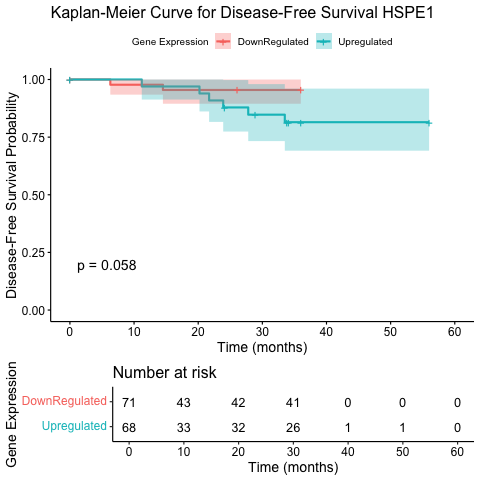 Kaplan-Meier Curve for Disease-Free Survival HSPE1
Gene Expression DownRegulated Upregulated
Disease-Free Survival Probability
1.00
0.75
0.50
0.25
0.00
p = 0.058
0 10 20 30 40 50 60
Time (months)
Number at risk
Gene Expression
DownRegulated 71 43 42 41 0 0 0
Upregulated 68 33 32 26 1 1 0
0 10 20 30 40 50 60
Time (months)